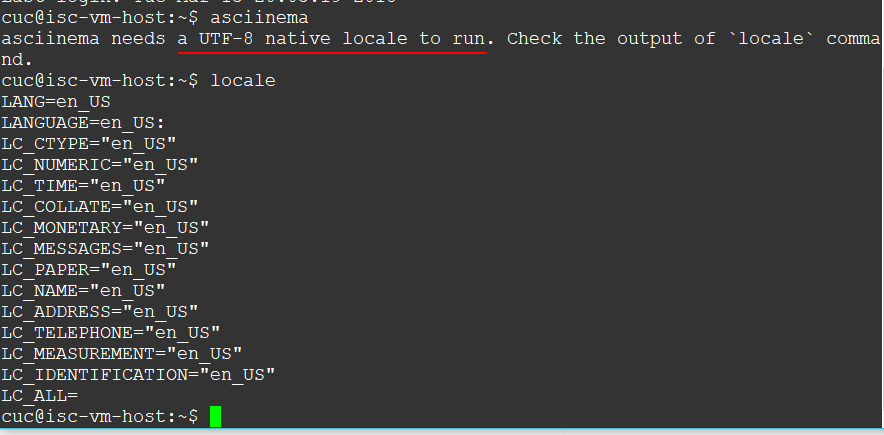 cuc@isc-vm-host:~$ asciinema
asciinema needs a UTF-8 native locale to run. Check the output of `locale` comma
nd.
cuc@isc-vm-host:~$ locale
LANG=en_US
LANGUAGE=en_US:
LC_CTYPE="en_US"
LC_NUMERIC="en_US"
LC_TIME="en_US"
LC_COLLATE="en_US"
LC_MONETARY="en_US"
LC_MESSAGES="en_US"
LC_PAPER="en_US"
LC_NAME="en_US"
LC_ADDRESS="en_US"
LC_TELEPHONE="en_US"
LC_MEASUREMENT="en_US"
LC_IDENTIFICATION="en_US"
LC_ALL=
cuc@isc-vm-host:~$